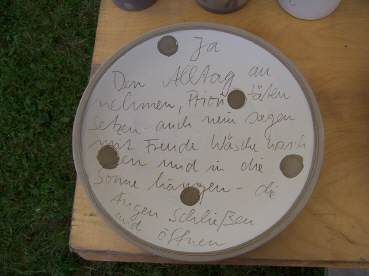 Ja
Den Alltag an
nehmen, Prioritäten
setzen - auch nein sagen
mit Freude Wäsche wasch
en und in die
Sonne hängen - die
Augen schließen
und öffnen